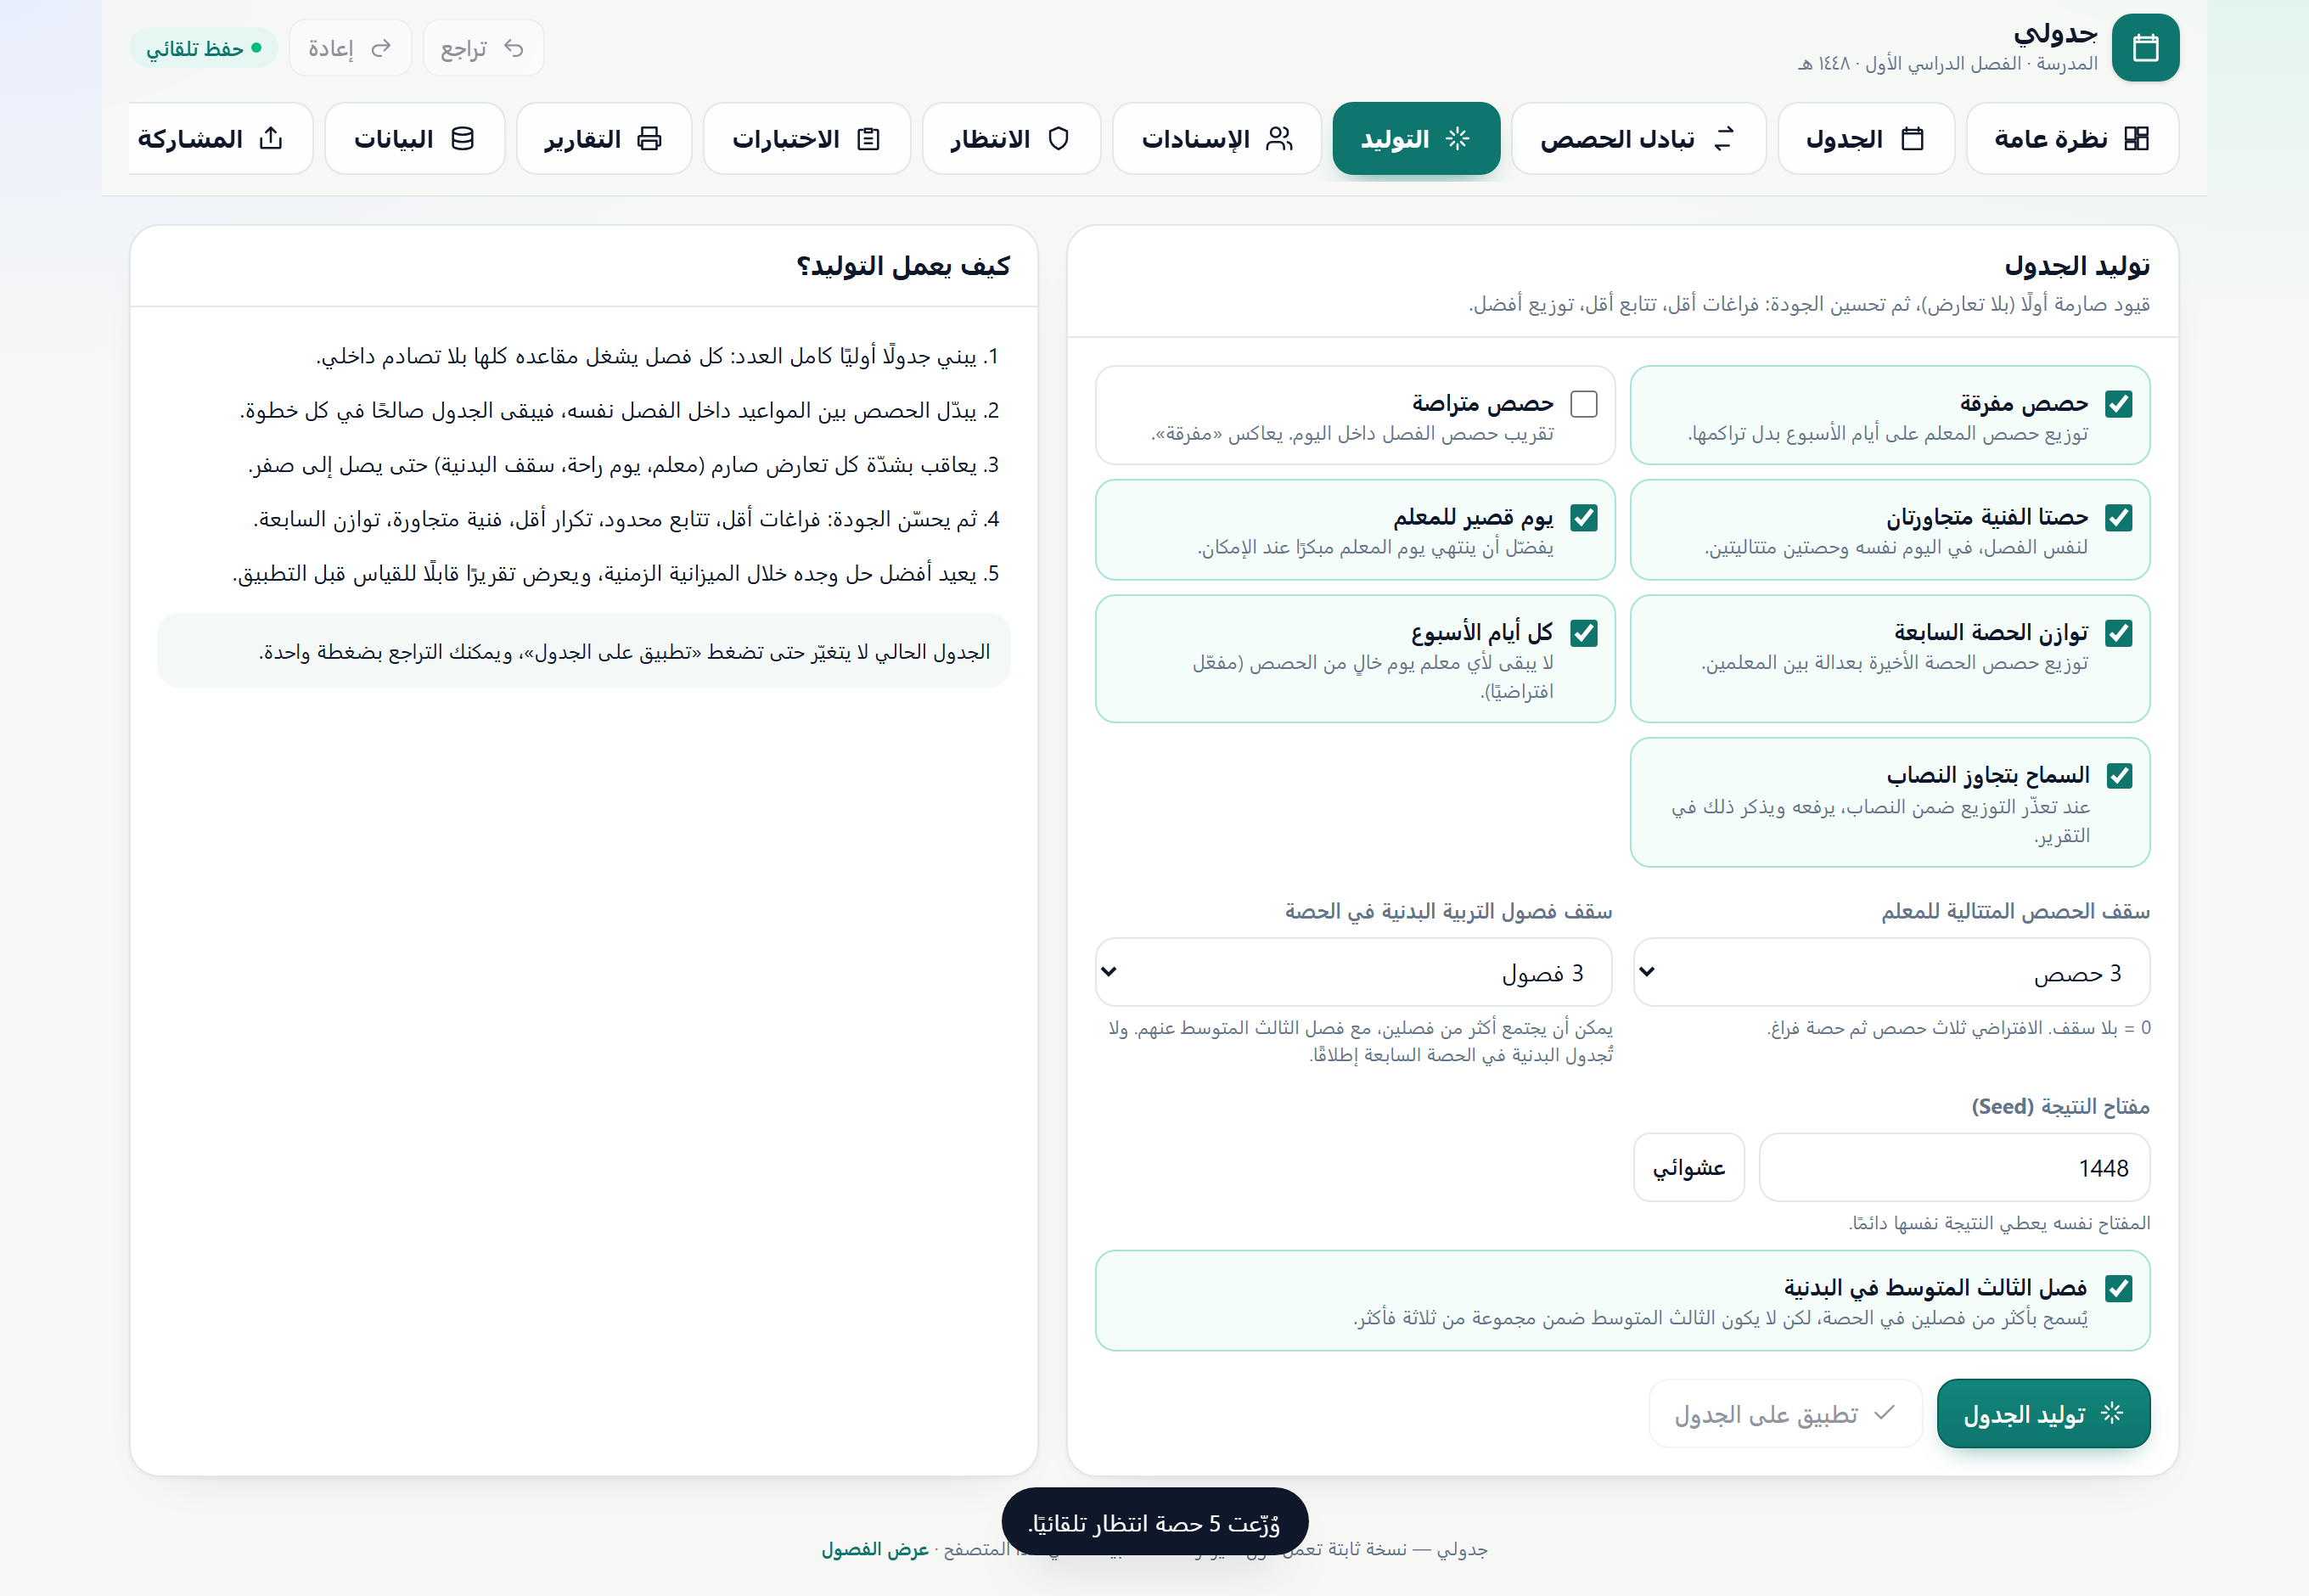 جدولي
المدرسة · الفصل الدراسي الأول · ١٤٤٨ هـ
تراجع
إعادة
حفظ تلقائي
نظرة عامة
الجدول
تبادل الحصص
التوليد
الإسنادات
الانتظار
الاختبارات
التقارير
البيانات
المشاركة
توليد الجدول
قيود صارمة أولًا (بلا تعارض)، ثم تحسين الجودة: فراغات أقل، تتابع أقل، توزيع أفضل.
حصص مفرقة
توزيع حصص المعلم على أيام الأسبوع بدل تراكمها.
حصص متراصة
تقريب حصص الفصل داخل اليوم. يعاكس «مفرقة».
حصتا الفنية متجاورتان
لنفس الفصل، في اليوم نفسه وحصتين متتاليتين.
يوم قصير للمعلم
يفضّل أن ينتهي يوم المعلم مبكرًا عند الإمكان.
توازن الحصة السابعة
توزيع حصص الحصة الأخيرة بعدالة بين المعلمين.
كل أيام الأسبوع
لا يبقى لأي معلم يوم خالٍ من الحصص (مفعّل
افتراضيًا).
السماح بتجاوز النصاب
عند تعذّر التوزيع ضمن النصاب، يرفعه ويذكر ذلك في
التقرير.
سقف الحصص المتتالية للمعلم
3 حصص
0 = بلا سقف. الافتراضي ثلاث حصص ثم حصة فراغ.
سقف فصول التربية البدنية في الحصة
3 فصول
يمكن أن يجتمع أكثر من فصلين، مع فصل الثالث المتوسط عنهم. ولا
تُجدول البدنية في الحصة السابعة إطلاقًا.
مفتاح النتيجة (Seed)
1448
عشوائي
المفتاح نفسه يعطي النتيجة نفسها دائمًا.
فصل الثالث المتوسط في البدنية
يُسمح بأكثر من فصلين في الحصة، لكن لا يكون الثالث المتوسط ضمن مجموعة من ثلاثة فأكثر.
توليد الجدول
تطبيق على الجدول
كيف يعمل التوليد؟
1. يبني جدولًا أوليًا كامل العدد: كل فصل يشغل مقاعده كلها بلا تصادم داخلي.
2. يبدّل الحصص بين المواعيد داخل الفصل نفسه، فيبقى الجدول صالحًا في كل خطوة.
3. يعاقب بشدّة كل تعارض صارم (معلم، يوم راحة، سقف البدنية) حتى يصل إلى صفر.
4. ثم يحسّن الجودة: فراغات أقل، تتابع محدود، تكرار أقل، فنية متجاورة، توازن السابعة.
5. يعيد أفضل حل وجده خلال الميزانية الزمنية، ويعرض تقريرًا قابلًا للقياس قبل التطبيق.
الجدول الحالي لا يتغيّر حتى تضغط «تطبيق على الجدول»، ويمكنك التراجع بضغطة واحدة.
وُزّعت 5 حصة انتظار تلقائيًا.
جدولي — نسخة ثابتة تعمل المتصفح · عرض الفصول